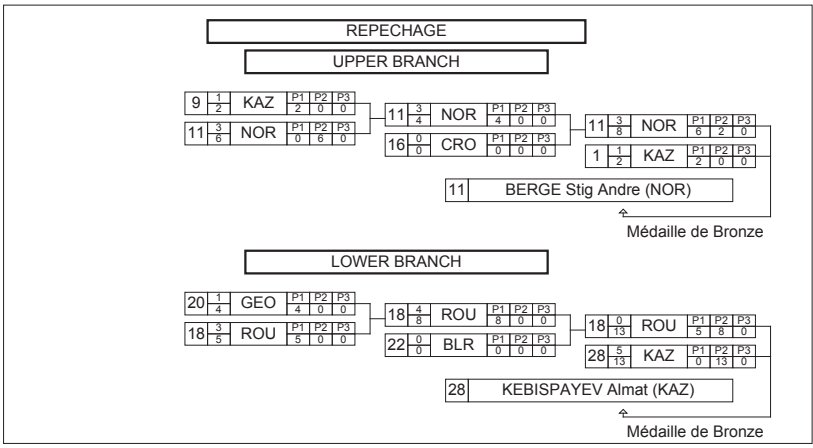 REPECHAGE
UPPER BRANCH
9 1/2 KAZ P1 P2 P3 2 0 0
11 3/6 NOR P1 P2 P3 0 6 0
11 3/4 NOR P1 P2 P3 4 0 0
16 0/0 CRO P1 P2 P3 0 0 0
11 3/8 NOR P1 P2 P3 6 2 0
1 1/2 KAZ P1 P2 P3 2 0 0
11 BERGE Stig Andre (NOR)
Médaille de Bronze
LOWER BRANCH
20 1/4 GEO P1 P2 P3 4 0 0
18 3/5 ROU P1 P2 P3 5 0 0
18 4/8 ROU P1 P2 P3 8 0 0
22 0/0 BLR P1 P2 P3 0 0 0
18 0/13 ROU P1 P2 P3 5 8 0
28 5/13 KAZ P1 P2 P3 0 13 0
28 KEBISPAYEV Almat (KAZ)
Médaille de Bronze